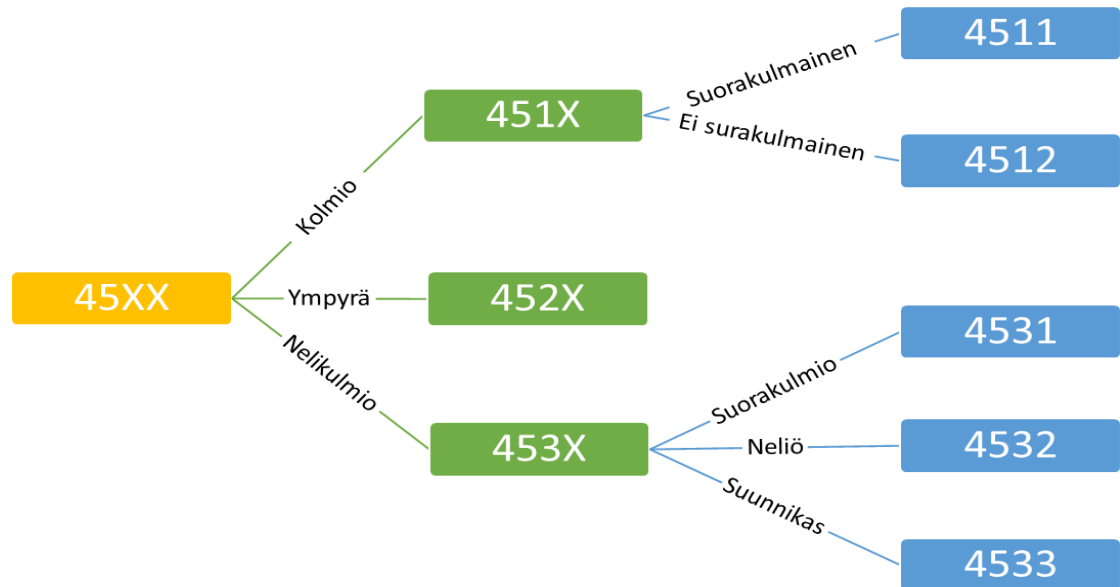 4511
Suorakulmainen
451X
Ei surakulmainen
4512
Kolmio
45XX
Ympyrä
452X
Nelikulmio
4531
Suorakulmio
453X
Neliö
4532
Suunnikas
4533